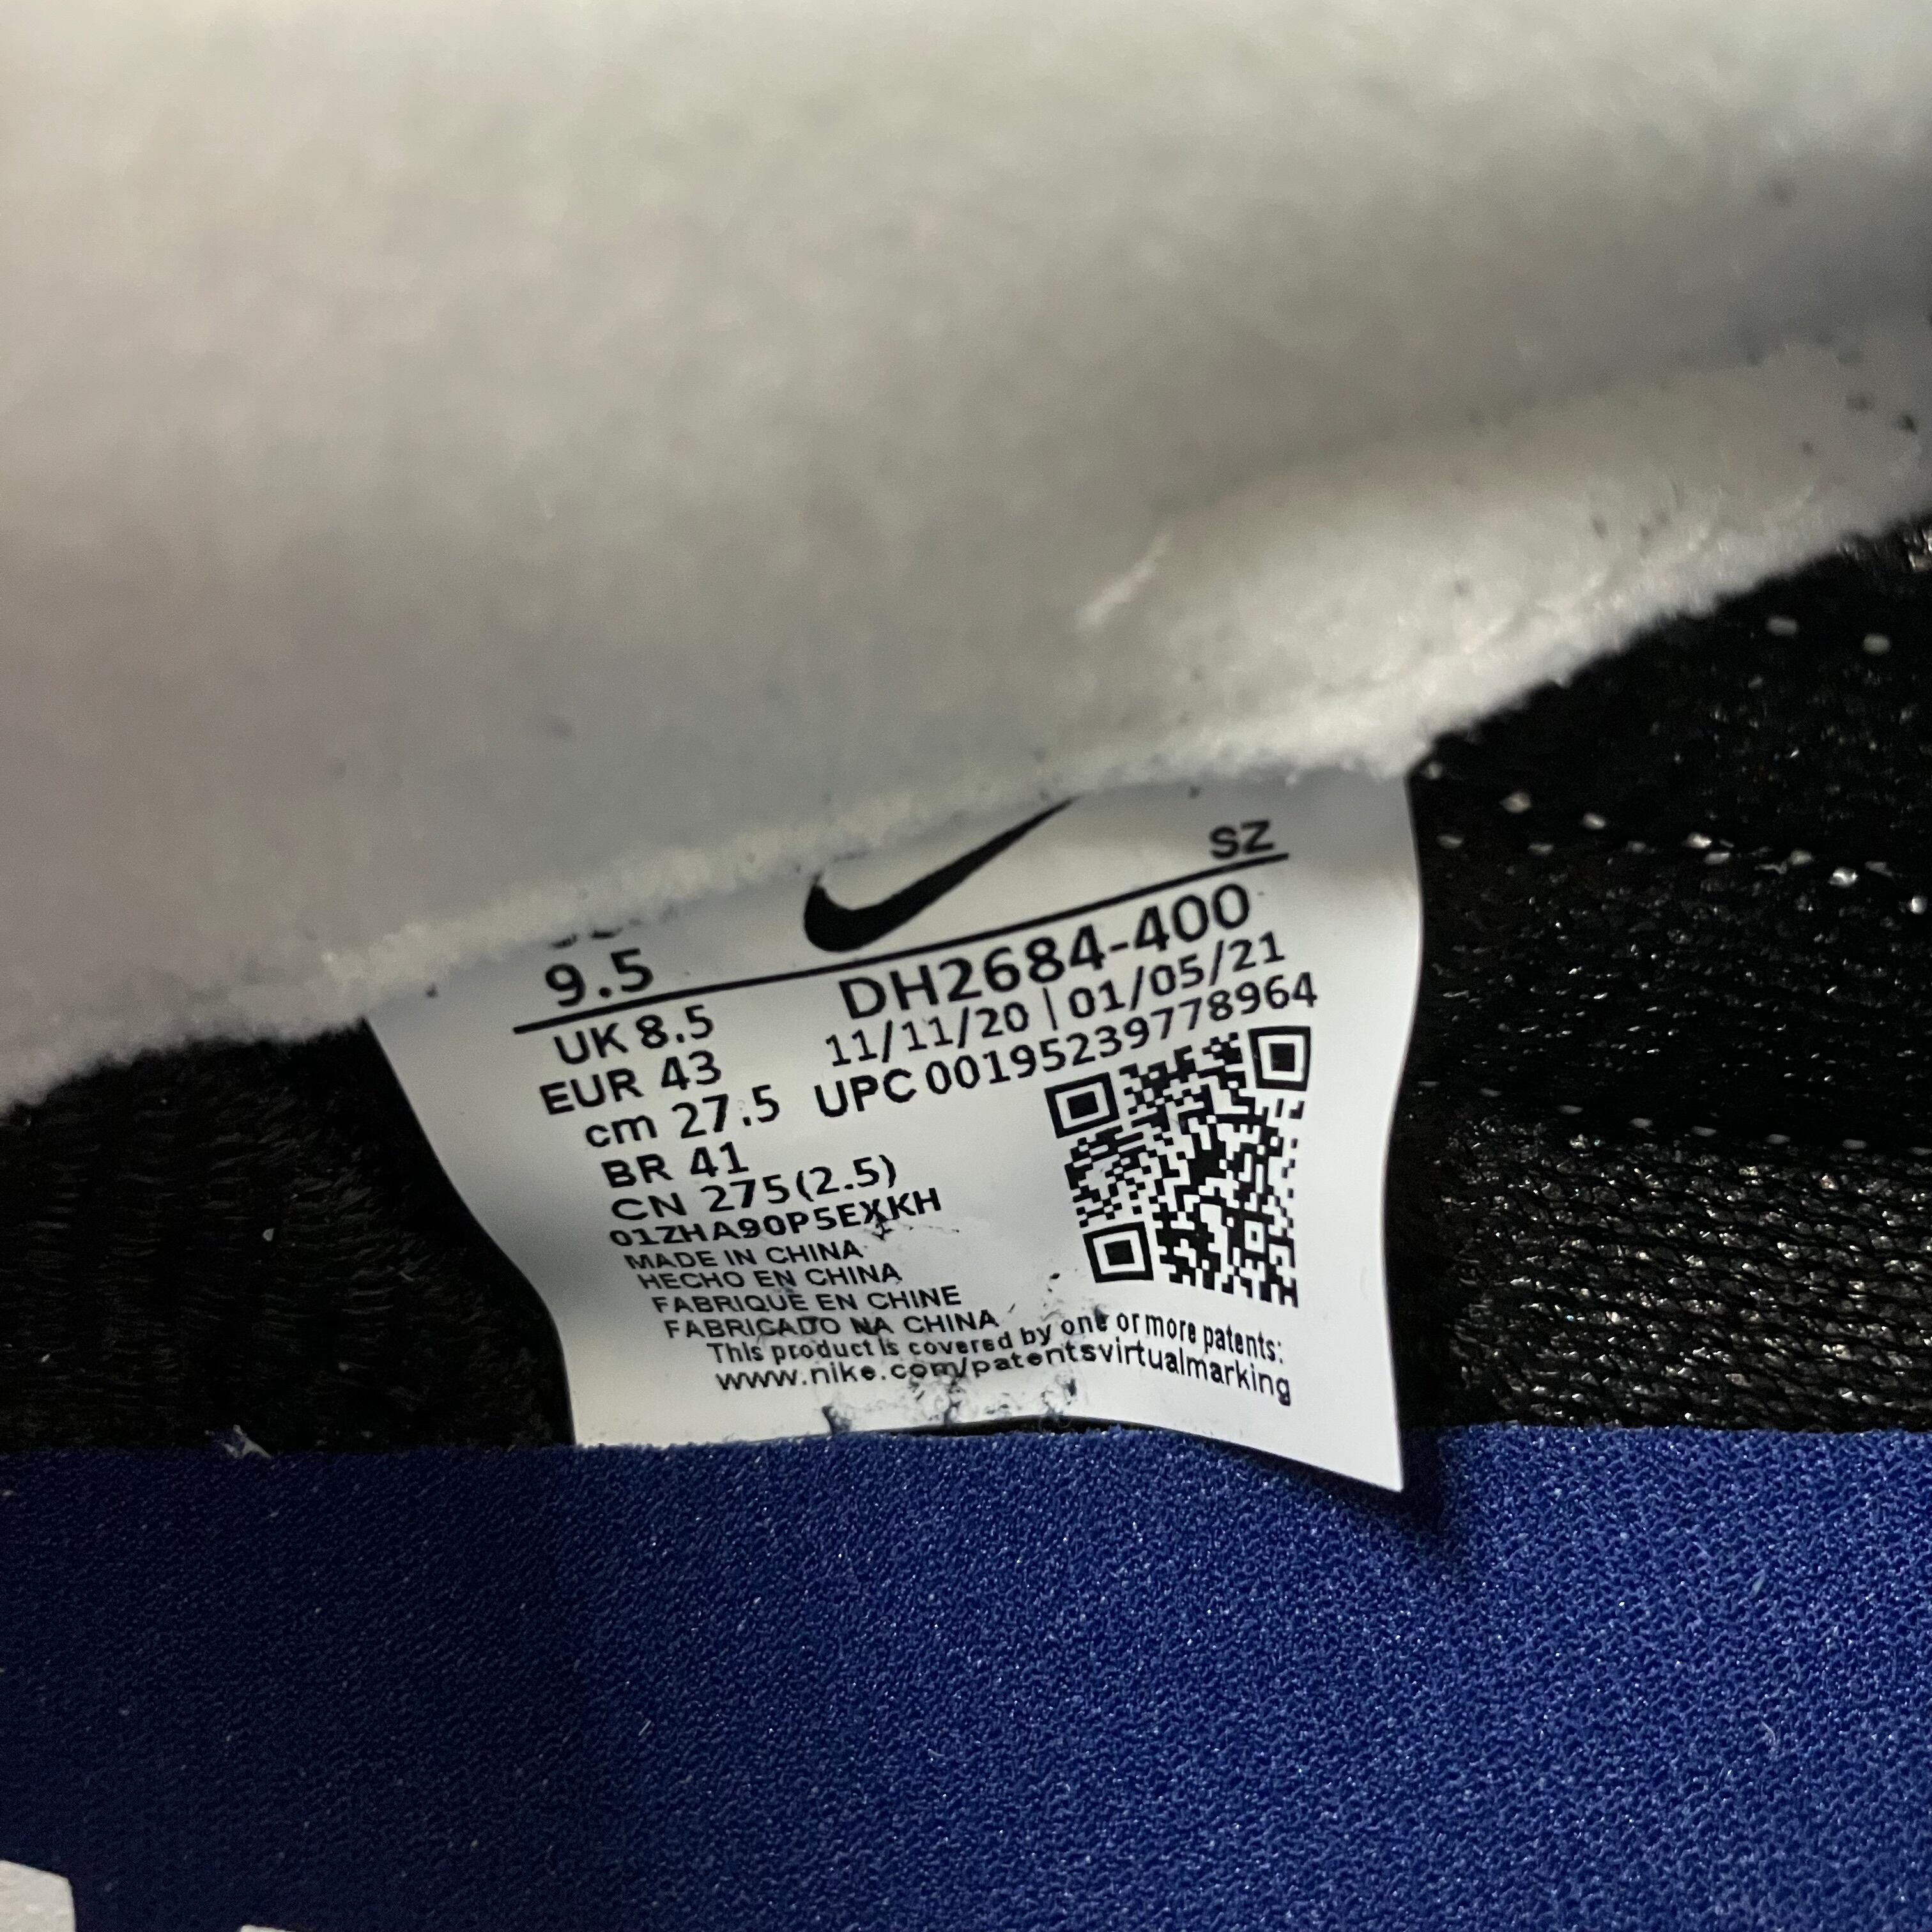 SZ
9.5
DH2684-400
UK 8.5
11/11/20 | 01/05/21
EUR 43
UPC 00195239778964
cm 27.5
BR 41
CN 275(2.5)
01ZHA90P5EXKH
MADE IN CHINA
HECHO EN CHINA
FABRIQUE EN CHINE
FABRICADO NA CHINA
This product is covered by one or more patents:
www.nike.com/patentsvirtualmarking